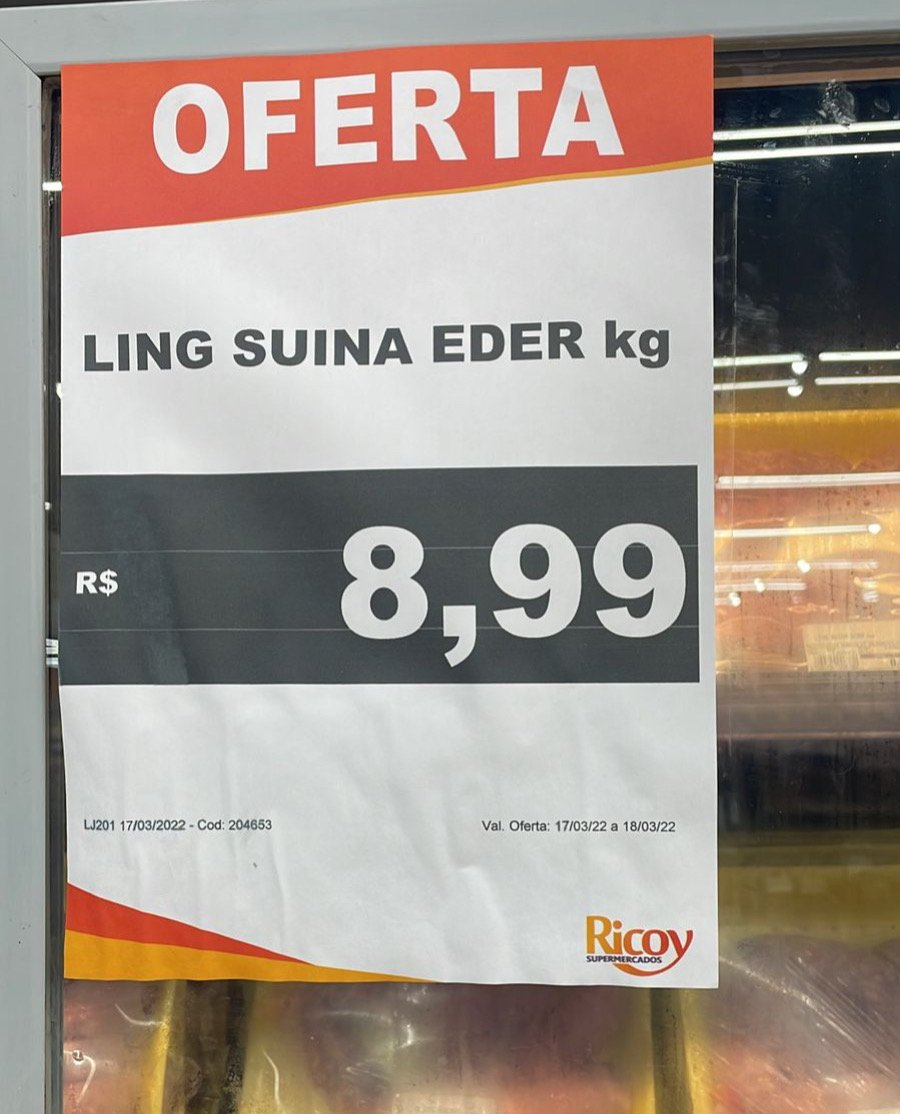 OFERTA
LING SUINA EDER kg
R$ 8,99
LJ201 17/03/2022 - Cod: 204653
Val. Oferta: 17/03/22 a 18/03/22
Ricoy
SUPERMERCADOS